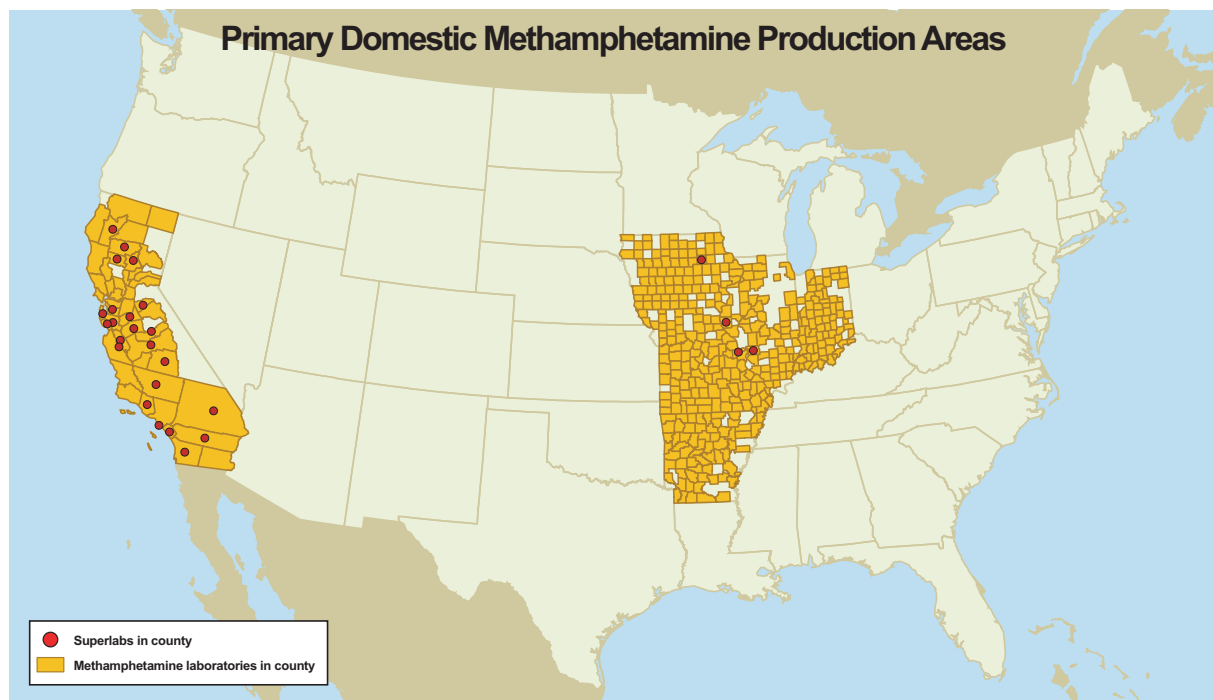 Primary Domestic Methamphetamine Production Areas
Superlabs in county
Methamphetamine laboratories in county